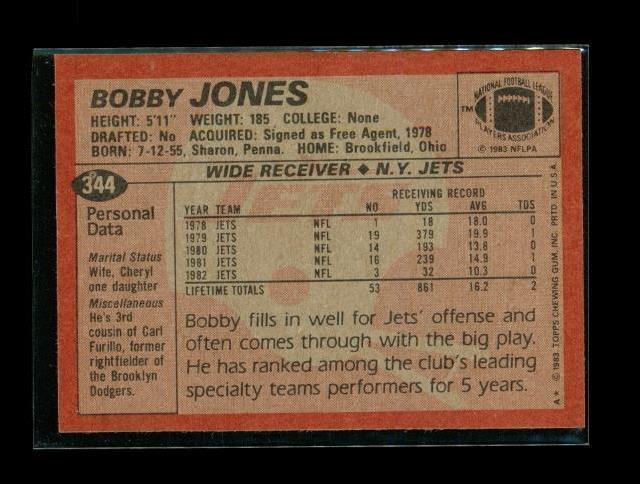 BOBBY JONES
HEIGHT: 5'11" WEIGHT: 185 COLLEGE: None
DRAFTED: No ACQUIRED: Signed as Free Agent, 1978
BORN: 7-12-55, Sharon, Penna. HOME: Brookfield, Ohio
NATIONAL FOOTBALL LEAGUE
TM
PLAYERS ASSOCIATION
© 1983 NFLPA
WIDE RECEIVER ◆ N.Y. JETS
344
Personal
Data
Marital Status
Wife, Cheryl
one daughter
Miscellaneous
He's 3rd
cousin of Carl
Furillo, former
rightfielder of
the Brooklyn
Dodgers.
RECEIVING RECORD
YEAR TEAM NO YDS AVG TDS
1978 JETS NFL 1 18 18.0 0
1979 JETS NFL 19 379 19.9 1
1980 JETS NFL 14 193 13.8 0
1981 JETS NFL 16 239 14.9 1
1982 JETS NFL 3 32 10.3 0
LIFETIME TOTALS 53 861 16.2 2
Bobby fills in well for Jets' offense and
often comes through with the big play.
He has ranked among the club's leading
specialty teams performers for 5 years.
A* © 1983 TOPPS CHEWING GUM, INC. PRTD. IN U.S.A.